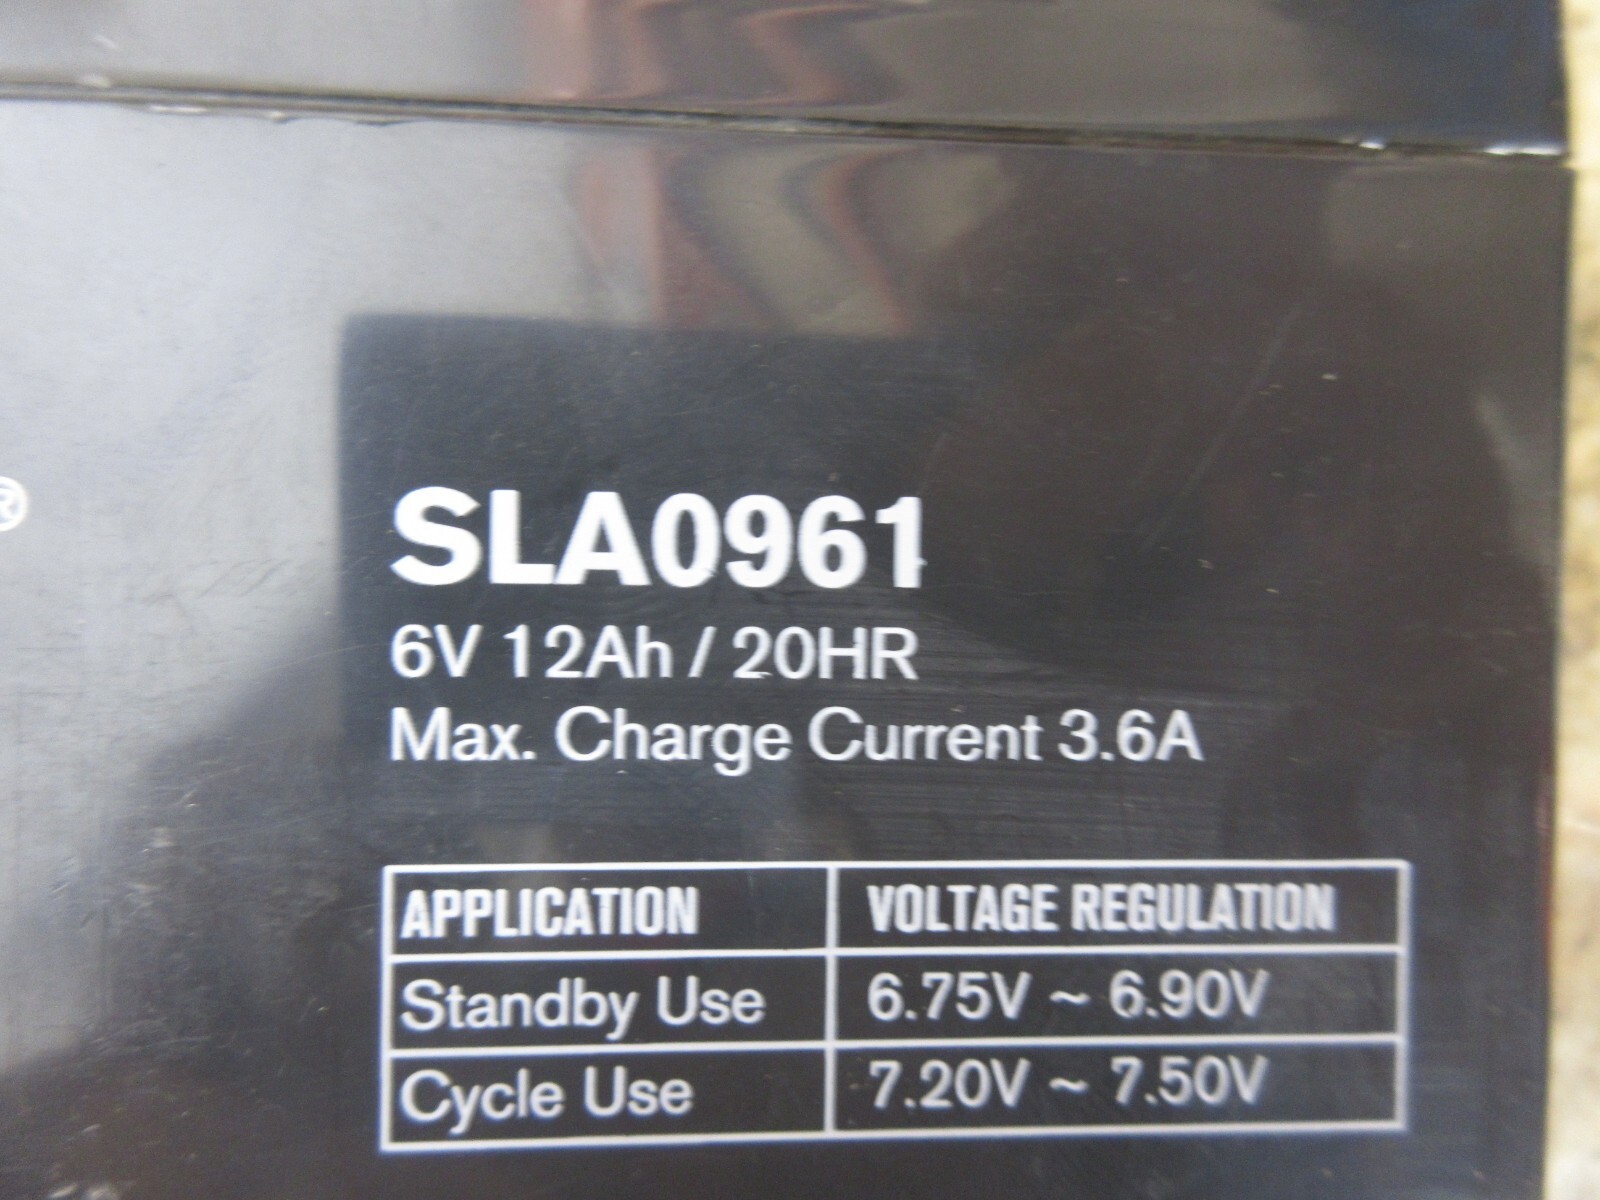 ®
SLA0961
6V 12Ah / 20HR
Max. Charge Current 3.6A
APPLICATION VOLTAGE REGULATION
Standby Use 6.75V ~ 6.90V
Cycle Use 7.20V ~ 7.50V